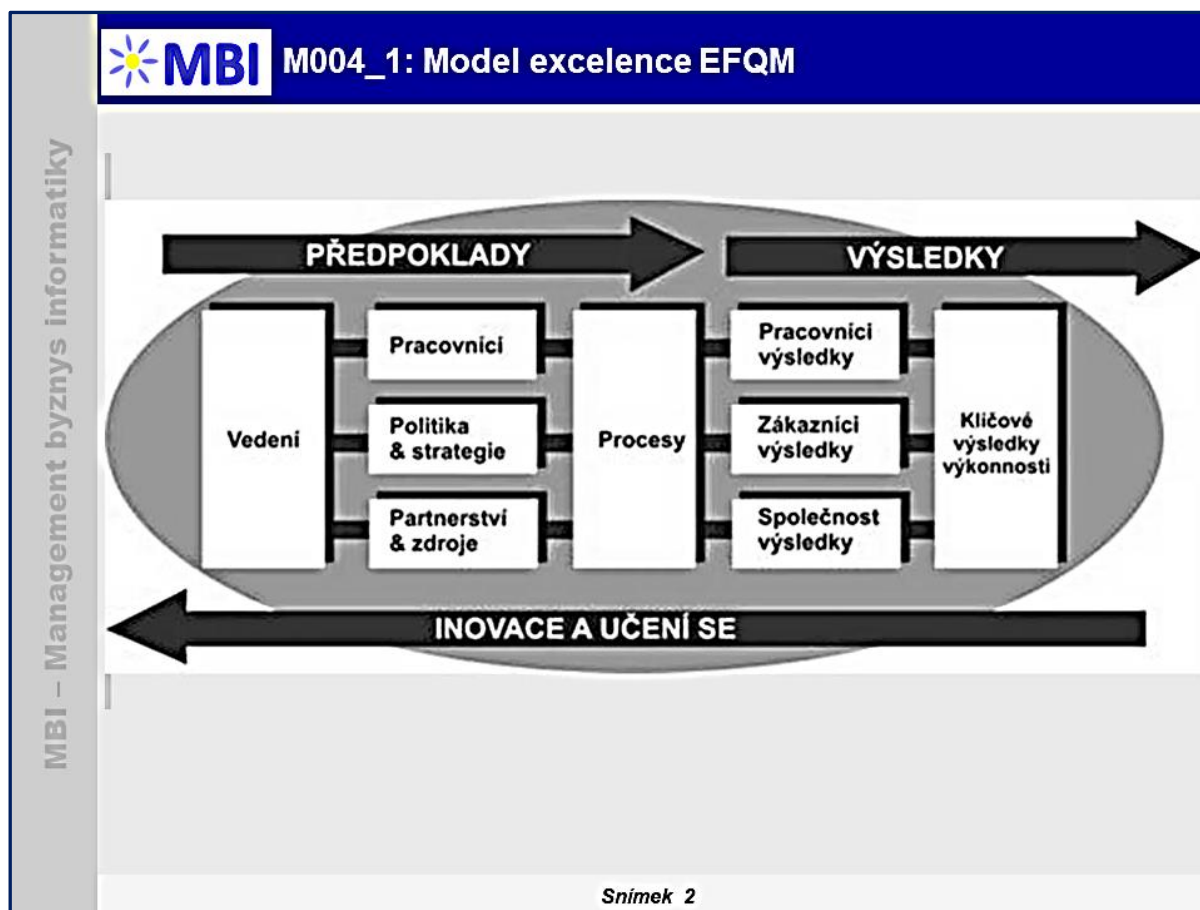 MBI
M004_1: Model excelence EFQM
MBI – Management byznys informatiky
PŘEDPOKLADY
VÝSLEDKY
Vedení
Pracovníci
Politika
& strategie
Partnerství
& zdroje
Procesy
Pracovníci
výsledky
Zákazníci
výsledky
Společnost
výsledky
Klíčové
výsledky
výkonnosti
INOVACE A UČENÍ SE
Snímek 2